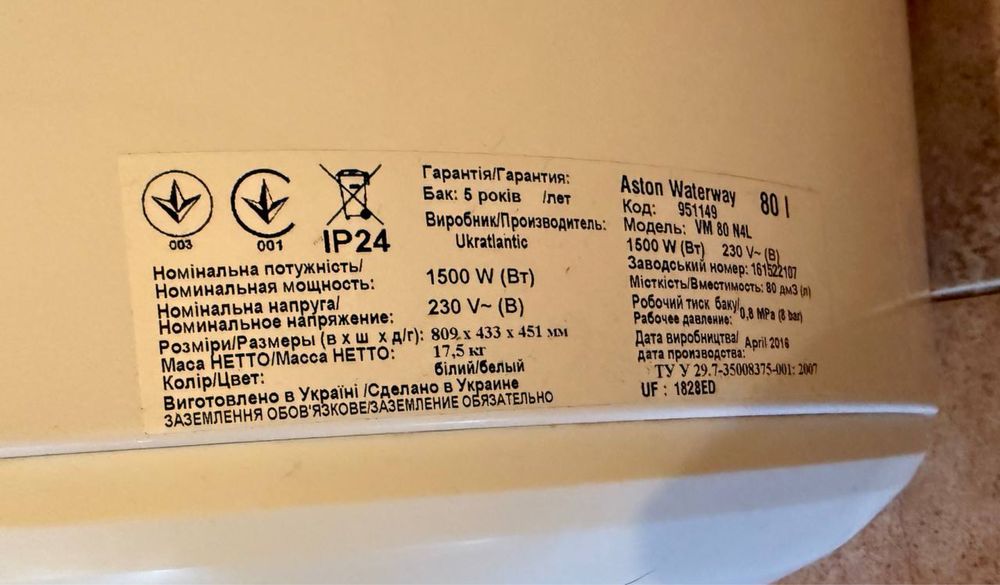 003
001
IP24
Номінальна потужність/
Номинальная мощность:
1500 W (Вт)
Номінальна напруга/
Номинальное напряжение:
230 V~ (В)
Розміри/Размеры (в х ш х д/г): 809 х 433 х 451 мм
Маса НЕТТО/Масса НЕТТО: 17,5 кг
Колір/Цвет: білий/белый
Виготовлено в Україні /Сделано в Украине
ЗАЗЕМЛЕННЯ ОБОВ'ЯЗКОВЕ/ЗАЗЕМЛЕНИЕ ОБЯЗАТЕЛЬНО
Гарантія/Гарантия:
Бак: 5 років /лет
Виробник/Производитель:
Ukratlantic
Aston Waterway 80 l
Код: 951149
Модель: VM 80 N4L
1500 W (Вт) 230 V~ (В)
Заводський номер: 161522107
Місткість/Вместимость: 80 дм3 (л)
Робочий тиск баку/
Рабочее давление: 0,8 MPa (8 bar)
Дата виробництва/
дата производства: April 2016
ТУ У 29.7-35008375-001: 2007
UF : 1828ED